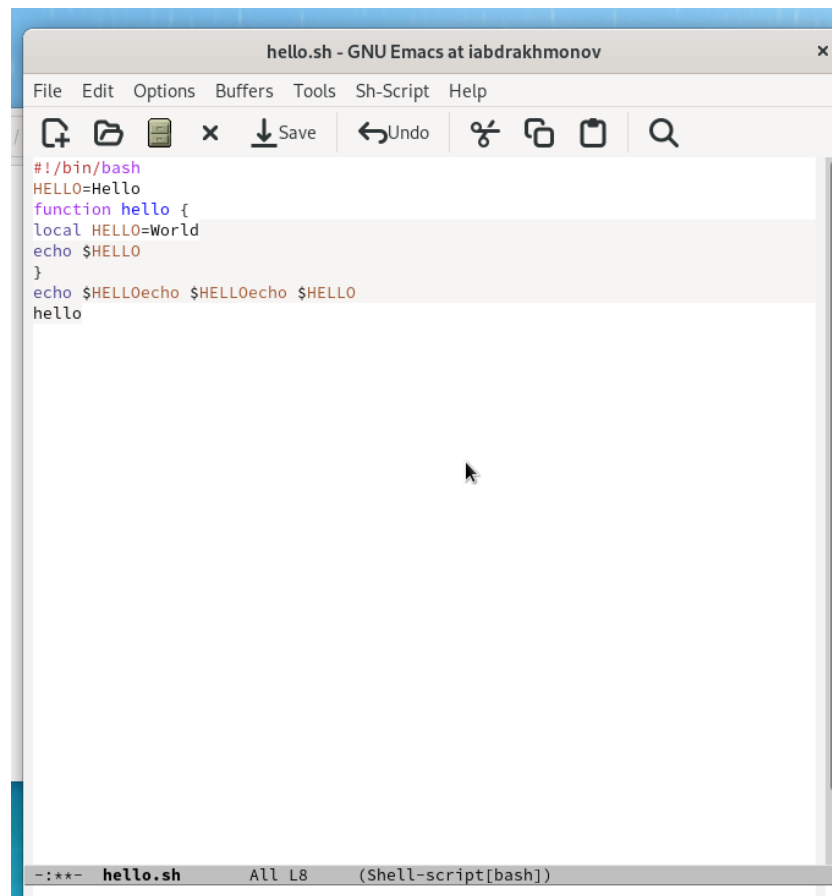 hello.sh - GNU Emacs at iabdrakhmonov ×
File Edit Options Buffers Tools Sh-Script Help
Save Undo
#!/bin/bash
HELLO=Hello
function hello {
local HELLO=World
echo $HELLO
}
echo $HELLOecho $HELLOecho $HELLO
hello
-:**- hello.sh All L8 (Shell-script[bash])